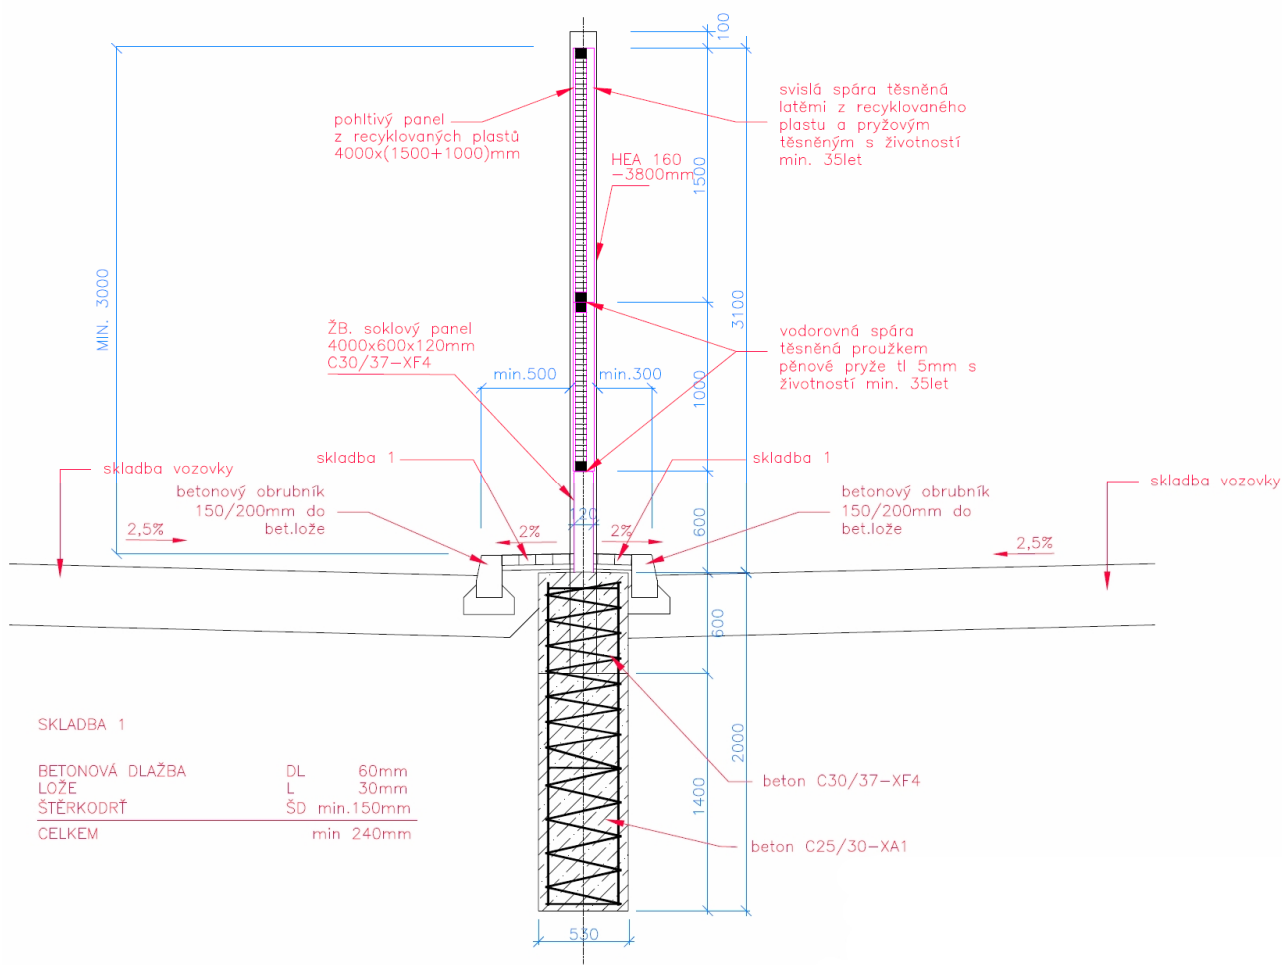 100
svislá spára těsněná
latěmi z recyklovaného
plastu a pryžovým
těsněným s životností
min. 35let
pohltivý panel
z recyklovaných plastů
4000x(1500+1000)mm
HEA 160
-3800mm
1500
MIN. 3000
3100
ŽB. soklový panel
4000x600x120mm
C30/37-XF4
vodorovná spára
těsněná proužkem
pěnové pryže tl 5mm s
životností min. 35let
min.500
min.300
1000
skladba 1
skladba 1
skladba vozovky
skladba vozovky
betonový obrubník
150/200mm do
bet.lože
betonový obrubník
150/200mm do
bet.lože
120
600
2,5%
2%
2%
2,5%
600
SKLADBA 1
2000
BETONOVÁ DLAŽBA DL 60mm
LOŽE L 30mm
ŠTĚRKODRŤ ŠD min.150mm
CELKEM min 240mm
1400
beton C30/37-XF4
beton C25/30-XA1
530